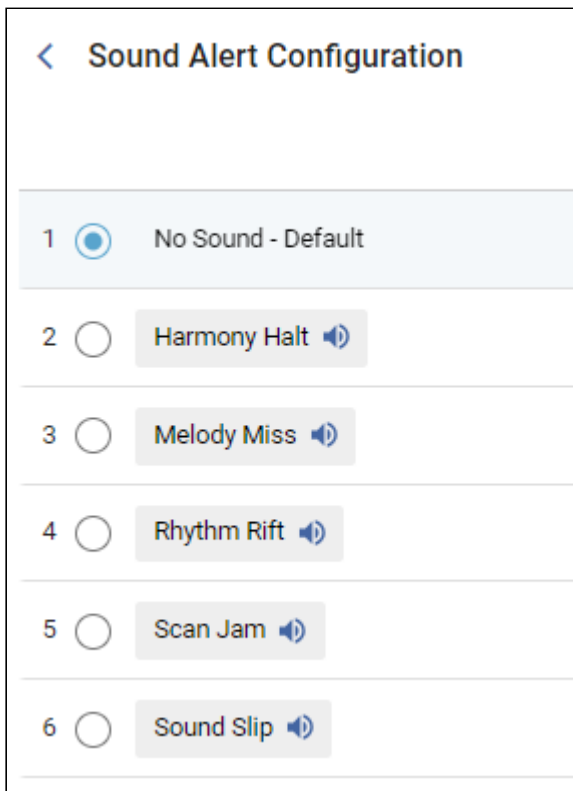 Sound Alert Configuration
1 No Sound - Default
2 Harmony Halt
3 Melody Miss
4 Rhythm Rift
5 Scan Jam
6 Sound Slip